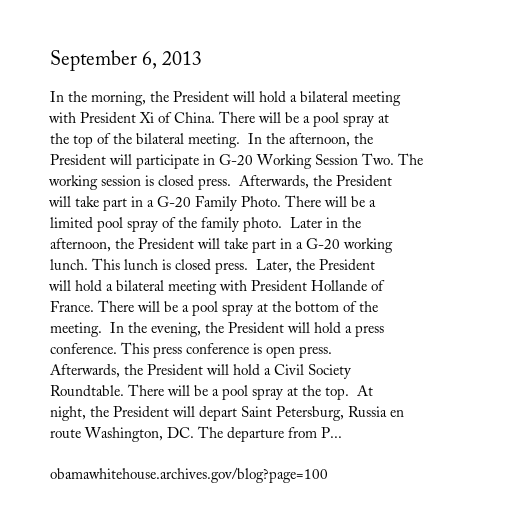 September 6, 2013
In the morning, the President will hold a bilateral meeting
with President Xi of China. There will be a pool spray at
the top of the bilateral meeting.  In the afternoon, the
President will participate in G-20 Working Session Two. The
working session is closed press.  Afterwards, the President
will take part in a G-20 Family Photo. There will be a
limited pool spray of the family photo.  Later in the
afternoon, the President will take part in a G-20 working
lunch. This lunch is closed press.  Later, the President
will hold a bilateral meeting with President Hollande of
France. There will be a pool spray at the bottom of the
meeting.  In the evening, the President will hold a press
conference. This press conference is open press.
Afterwards, the President will hold a Civil Society
Roundtable. There will be a pool spray at the top.  At
night, the President will depart Saint Petersburg, Russia en
route Washington, DC. The departure from P...
obamawhitehouse.archives.gov/blog?page=100